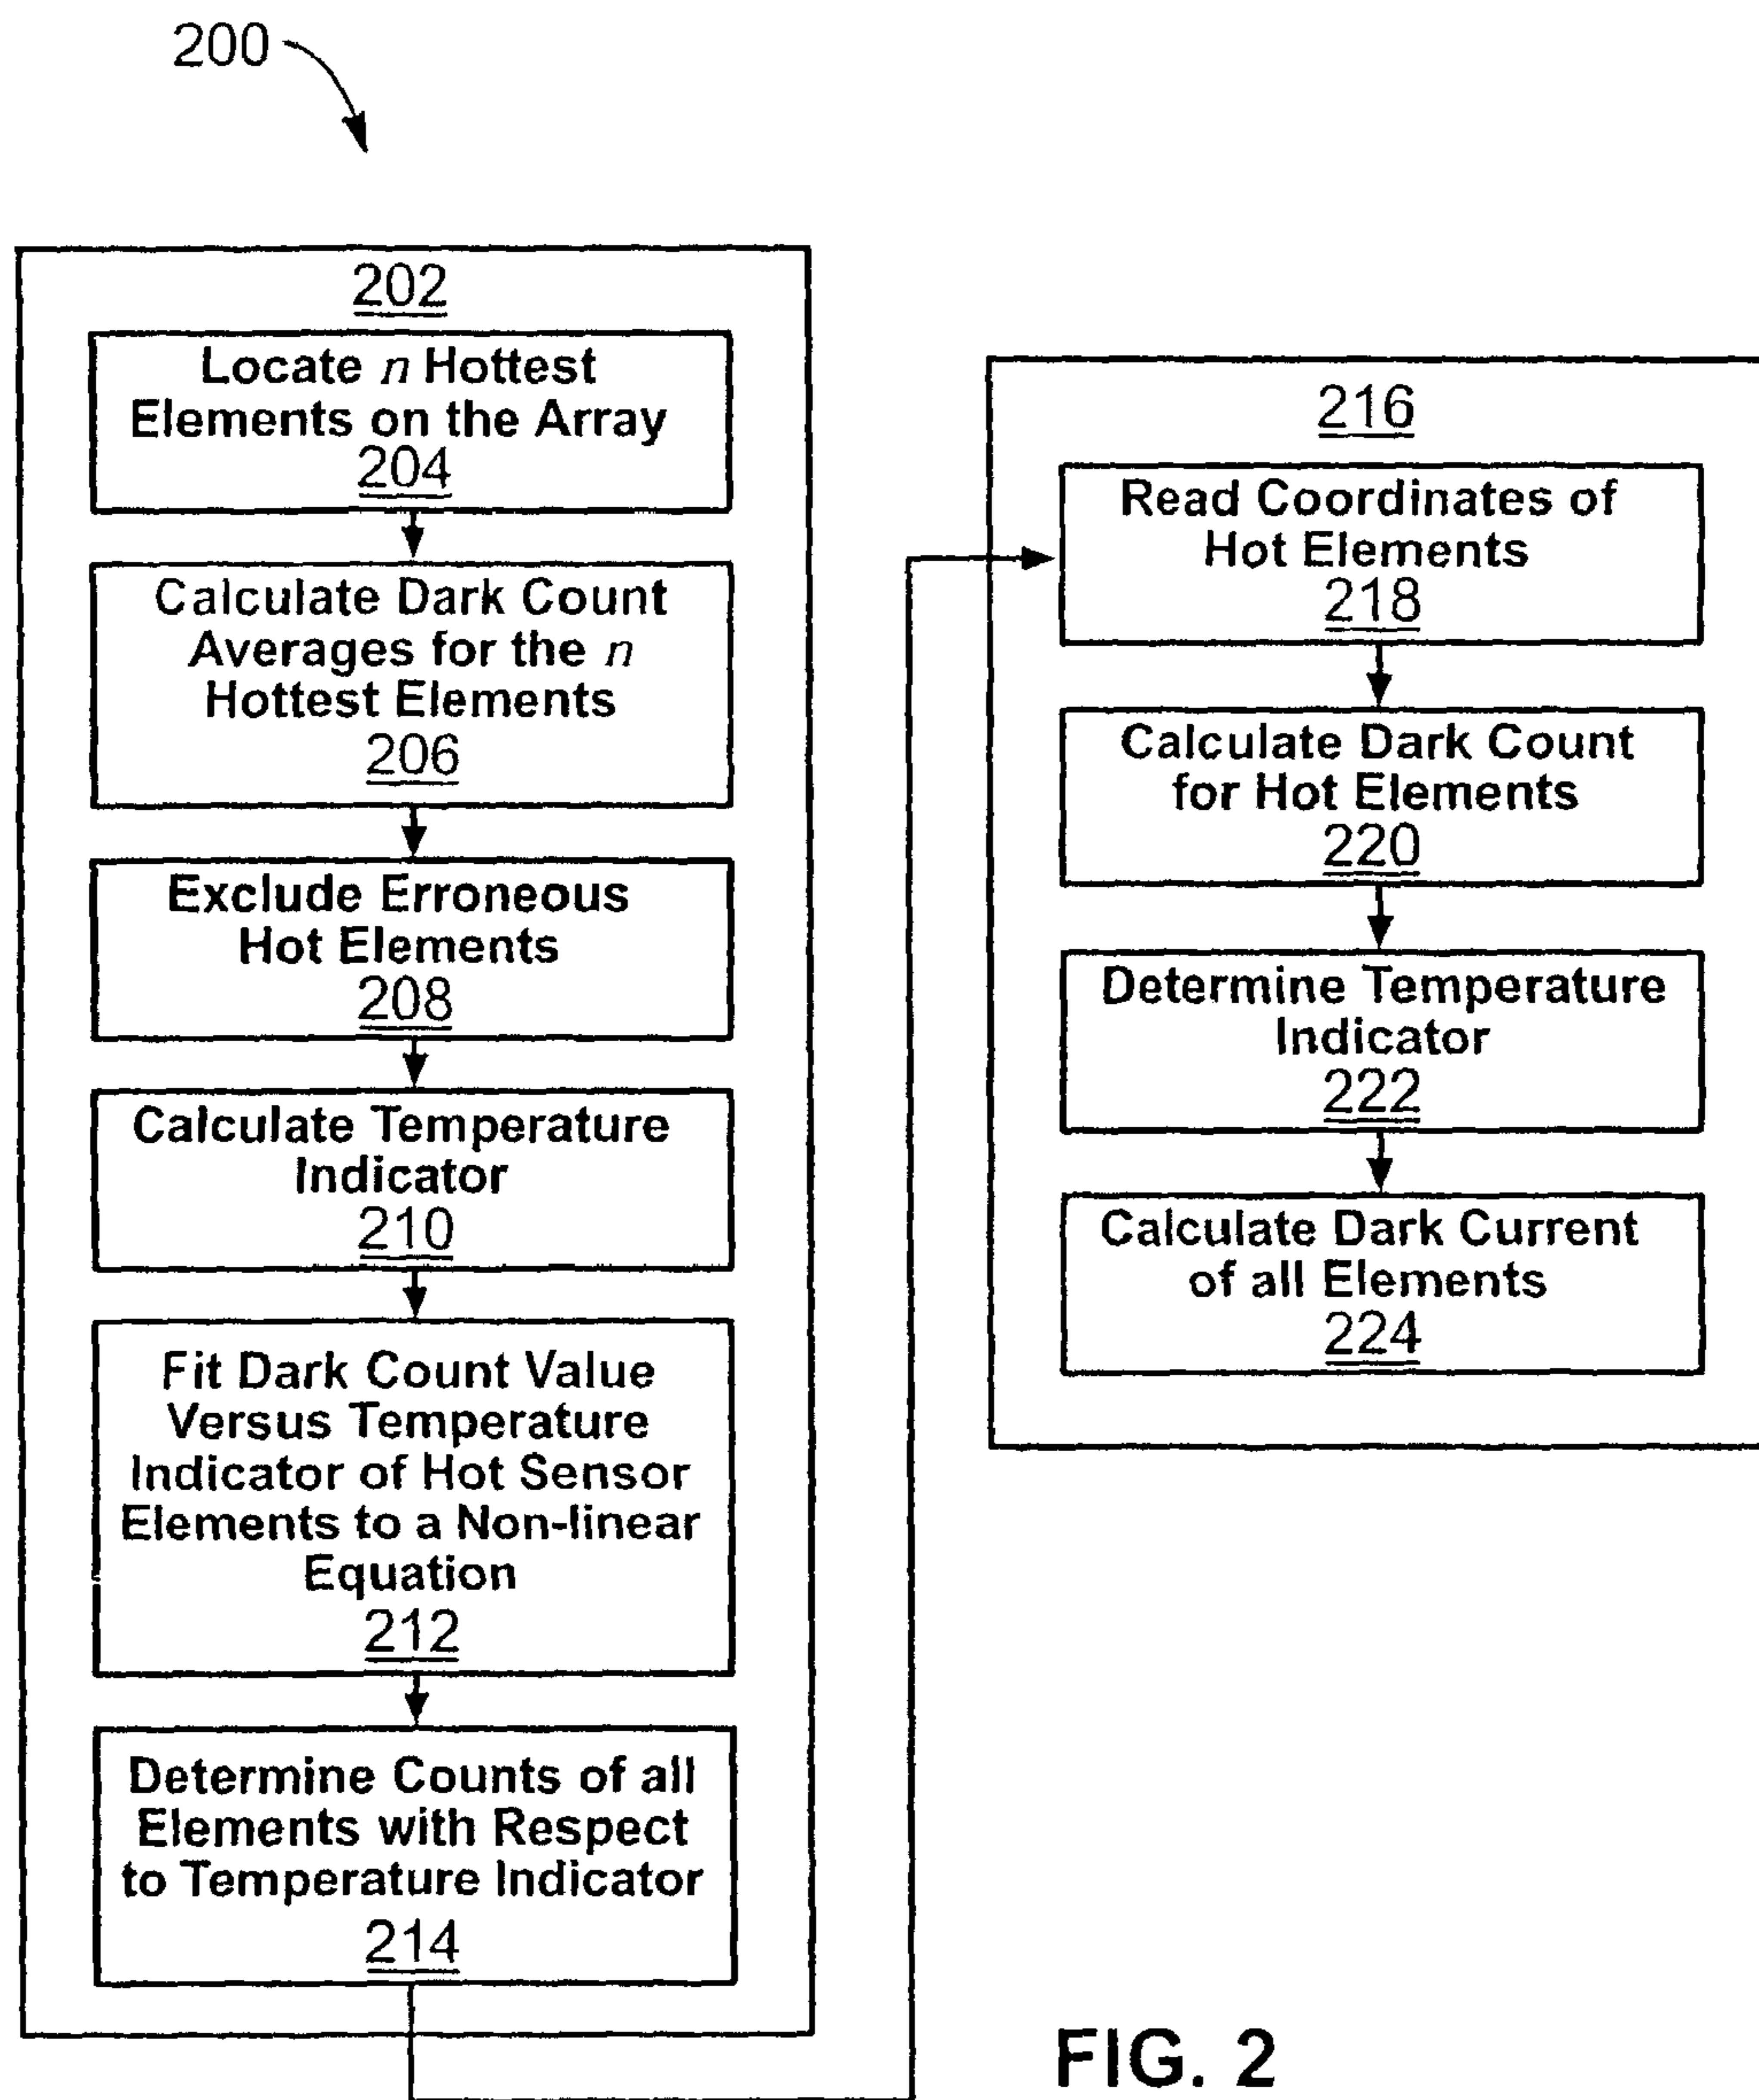 200
202
Locate n Hottest
Elements on the Array
204
Calculate Dark Count
Averages for the n
Hottest Elements
206
Exclude Erroneous
Hot Elements
208
Calculate Temperature
Indicator
210
Fit Dark Count Value
Versus Temperature
Indicator of Hot Sensor
Elements to a Non-linear
Equation
212
Determine Counts of all
Elements with Respect
to Temperature Indicator
214
216
Read Coordinates of
Hot Elements
218
Calculate Dark Count
for Hot Elements
220
Determine Temperature
Indicator
222
Calculate Dark Current
of all Elements
224
FIG. 2